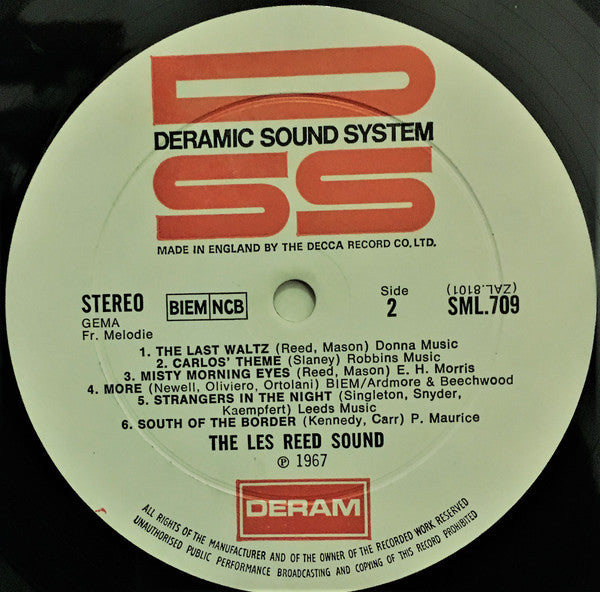 DSS
DERAMIC SOUND SYSTEM
MADE IN ENGLAND BY THE DECCA RECORD CO. LTD.
STEREO
GEMA
Fr. Melodie
BIEM NCB
Side
2
(ZAL.8101)
SML.709
1. THE LAST WALTZ (Reed, Mason) Donna Music
2. CARLOS' THEME (Slaney) Robbins Music
3. MISTY MORNING EYES (Reed, Mason) E. H. Morris
4. MORE (Newell, Oliviero, Ortolani) BIEM/Ardmore & Beechwood
5. STRANGERS IN THE NIGHT (Singleton, Snyder,
Kaempfert) Leeds Music
6. SOUTH OF THE BORDER (Kennedy, Carr) P. Maurice
THE LES REED SOUND
℗ 1967
DERAM
ALL RIGHTS OF THE MANUFACTURER AND OF THE OWNER OF THE RECORDED WORK RESERVED
UNAUTHORISED PUBLIC PERFORMANCE BROADCASTING AND COPYING OF THIS RECORD PROHIBITED